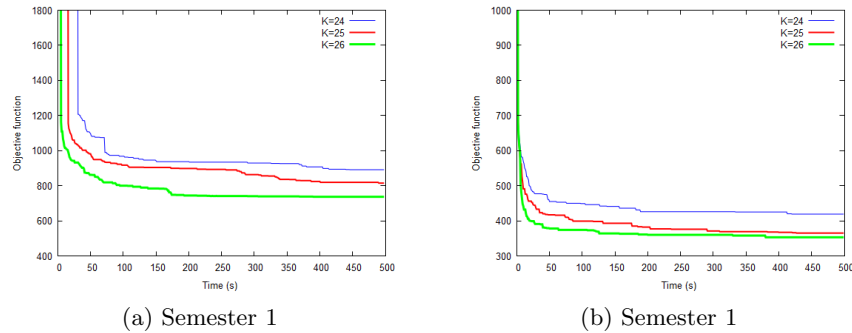 1800
1600
1400
1200
1000
800
600
400
Objective function
K=24
K=25
K=26
0 50 100 150 200 250 300 350 400 450 500
Time (s)
(a) Semester 1
1000
900
800
700
600
500
400
300
Objective function
K=24
K=25
K=26
0 50 100 150 200 250 300 350 400 450 500
Time (s)
(b) Semester 1